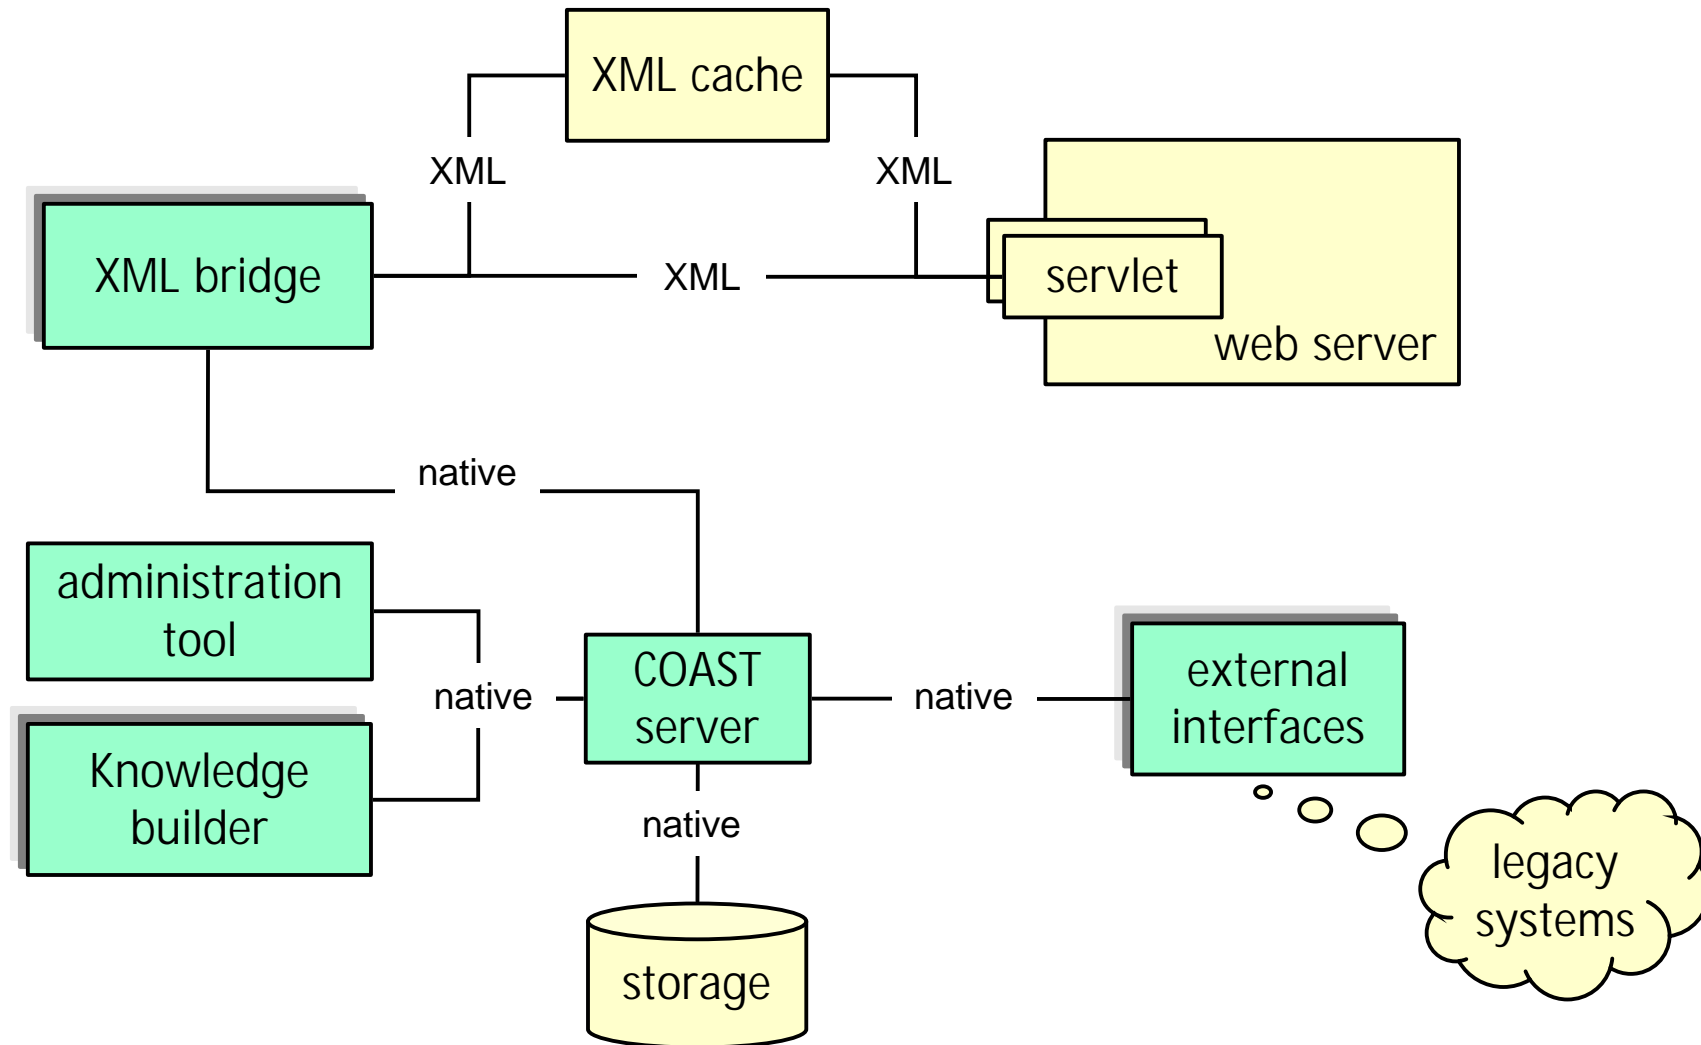 XML cache
XML
XML
XML bridge
XML
servlet
web server
native
administration
tool
native
COAST
server
native
external
interfaces
Knowledge
builder
native
legacy
systems
storage